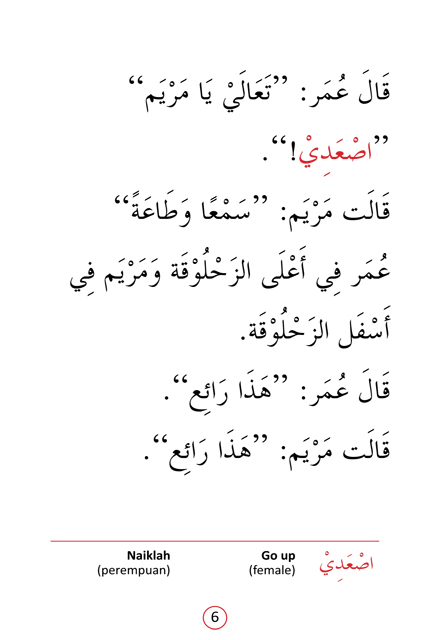 قَالَ عُمَر: ”تَعَالَيْ يَا مَرْيَم“
”اصْعَدِيْ!“.
قَالَت مَرْيَم: ”سَمْعًا وَطَاعَةً“
عُمَر فِي أَعْلَى الزَحْلُوْقَة وَمَرْيَم فِي
أَسْفَل الزَحْلُوْقَة.
قَالَ عُمَر: ”هَذَا رَائِع“.
قَالَت مَرْيَم: ”هَذَا رَائِع“.
اصْعَدِيْ Go up Naiklah
(female) (perempuan)
6